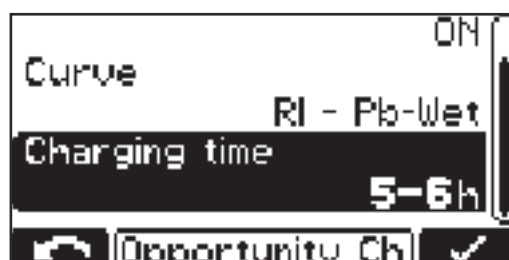 ON
Curve
RI - Pb-Wet
Charging time
5-6h
Opportunity Ch